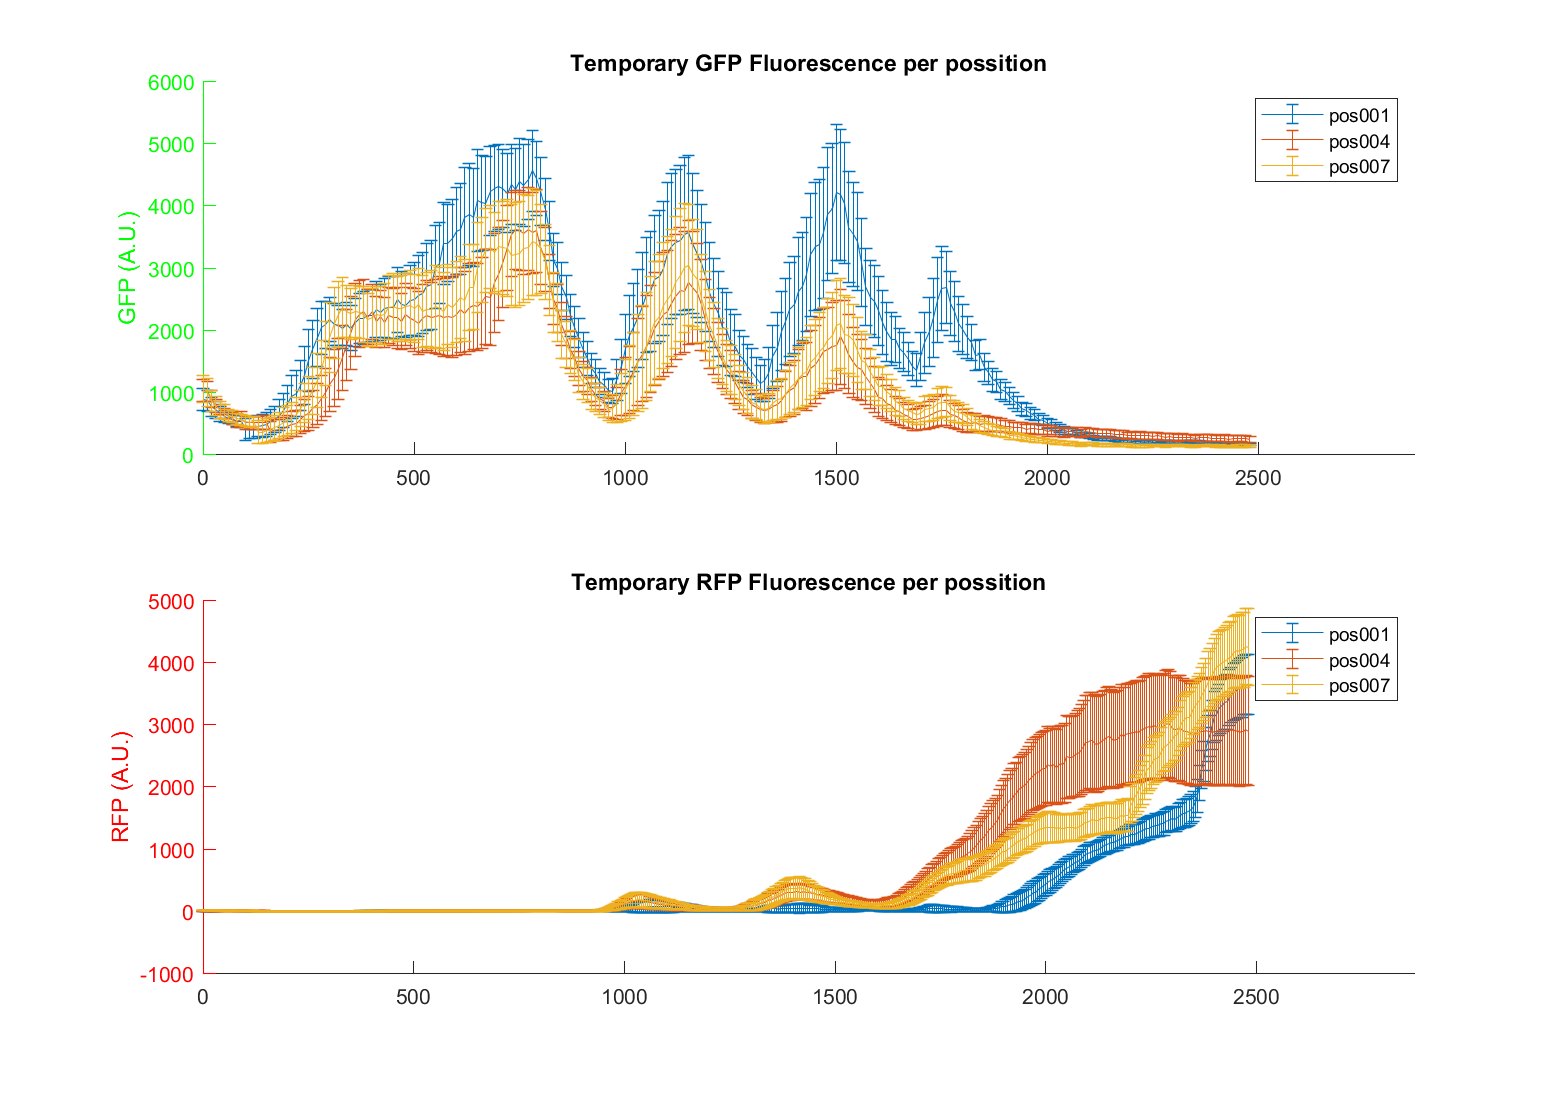 Temporary GFP Fluorescence per possition
6000
5000
4000
3000
2000
1000
0
GFP (A.U.)
0 500 1000 1500 2000 2500
pos001
pos004
pos007
Temporary RFP Fluorescence per possition
5000
4000
3000
2000
1000
0
-1000
RFP (A.U.)
0 500 1000 1500 2000 2500
pos001
pos004
pos007